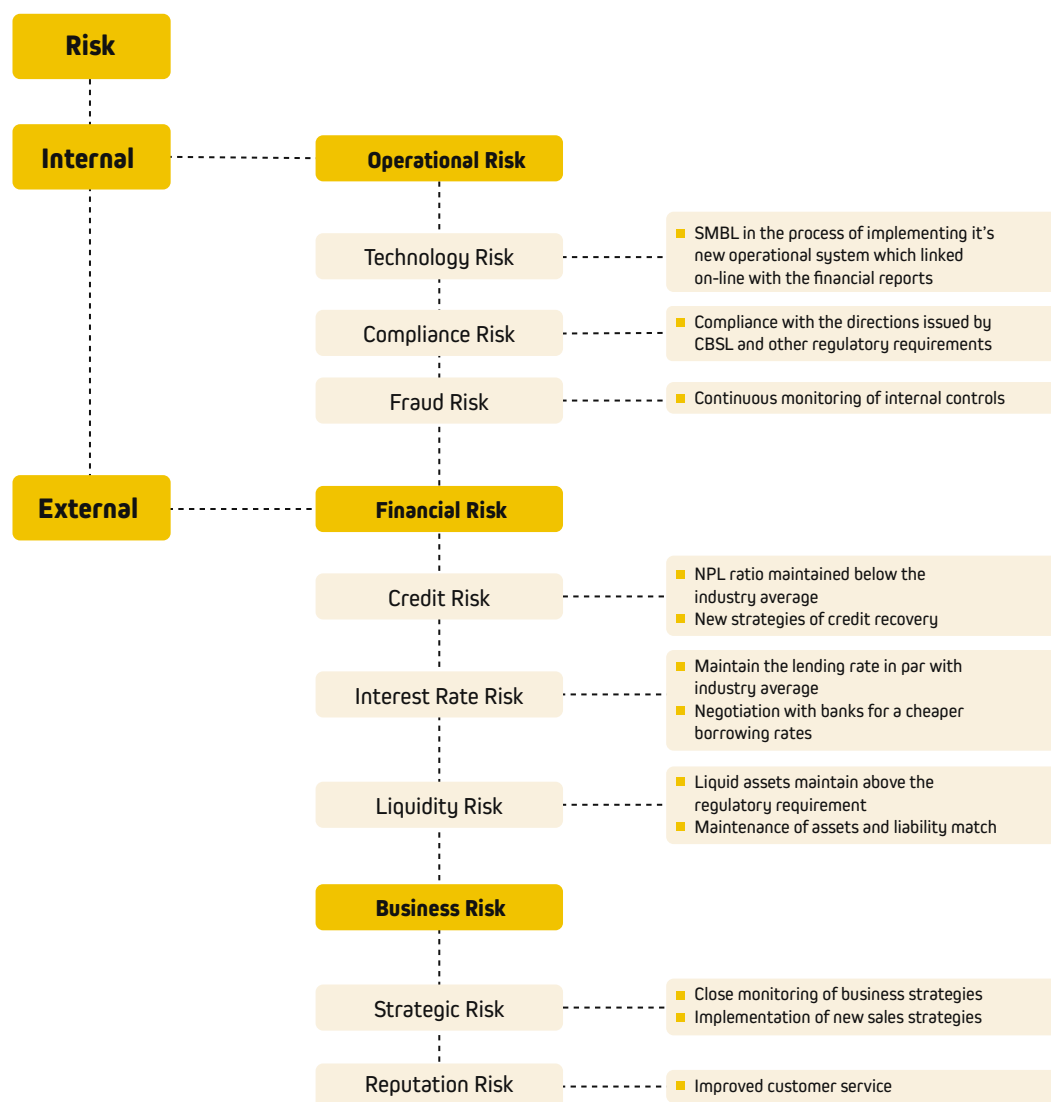 Risk
Internal
Operational Risk
Technology Risk
SMBL in the process of implementing it's
new operational system which linked
on-line with the financial reports
Compliance Risk
Compliance with the directions issued by
CBSL and other regulatory requirements
Fraud Risk
Continuous monitoring of internal controls
External
Financial Risk
Credit Risk
NPL ratio maintained below the
industry average
New strategies of credit recovery
Interest Rate Risk
Maintain the lending rate in par with
industry average
Negotiation with banks for a cheaper
borrowing rates
Liquidity Risk
Liquid assets maintain above the
regulatory requirement
Maintenance of assets and liability match
Business Risk
Strategic Risk
Close monitoring of business strategies
Implementation of new sales strategies
Reputation Risk
Improved customer service